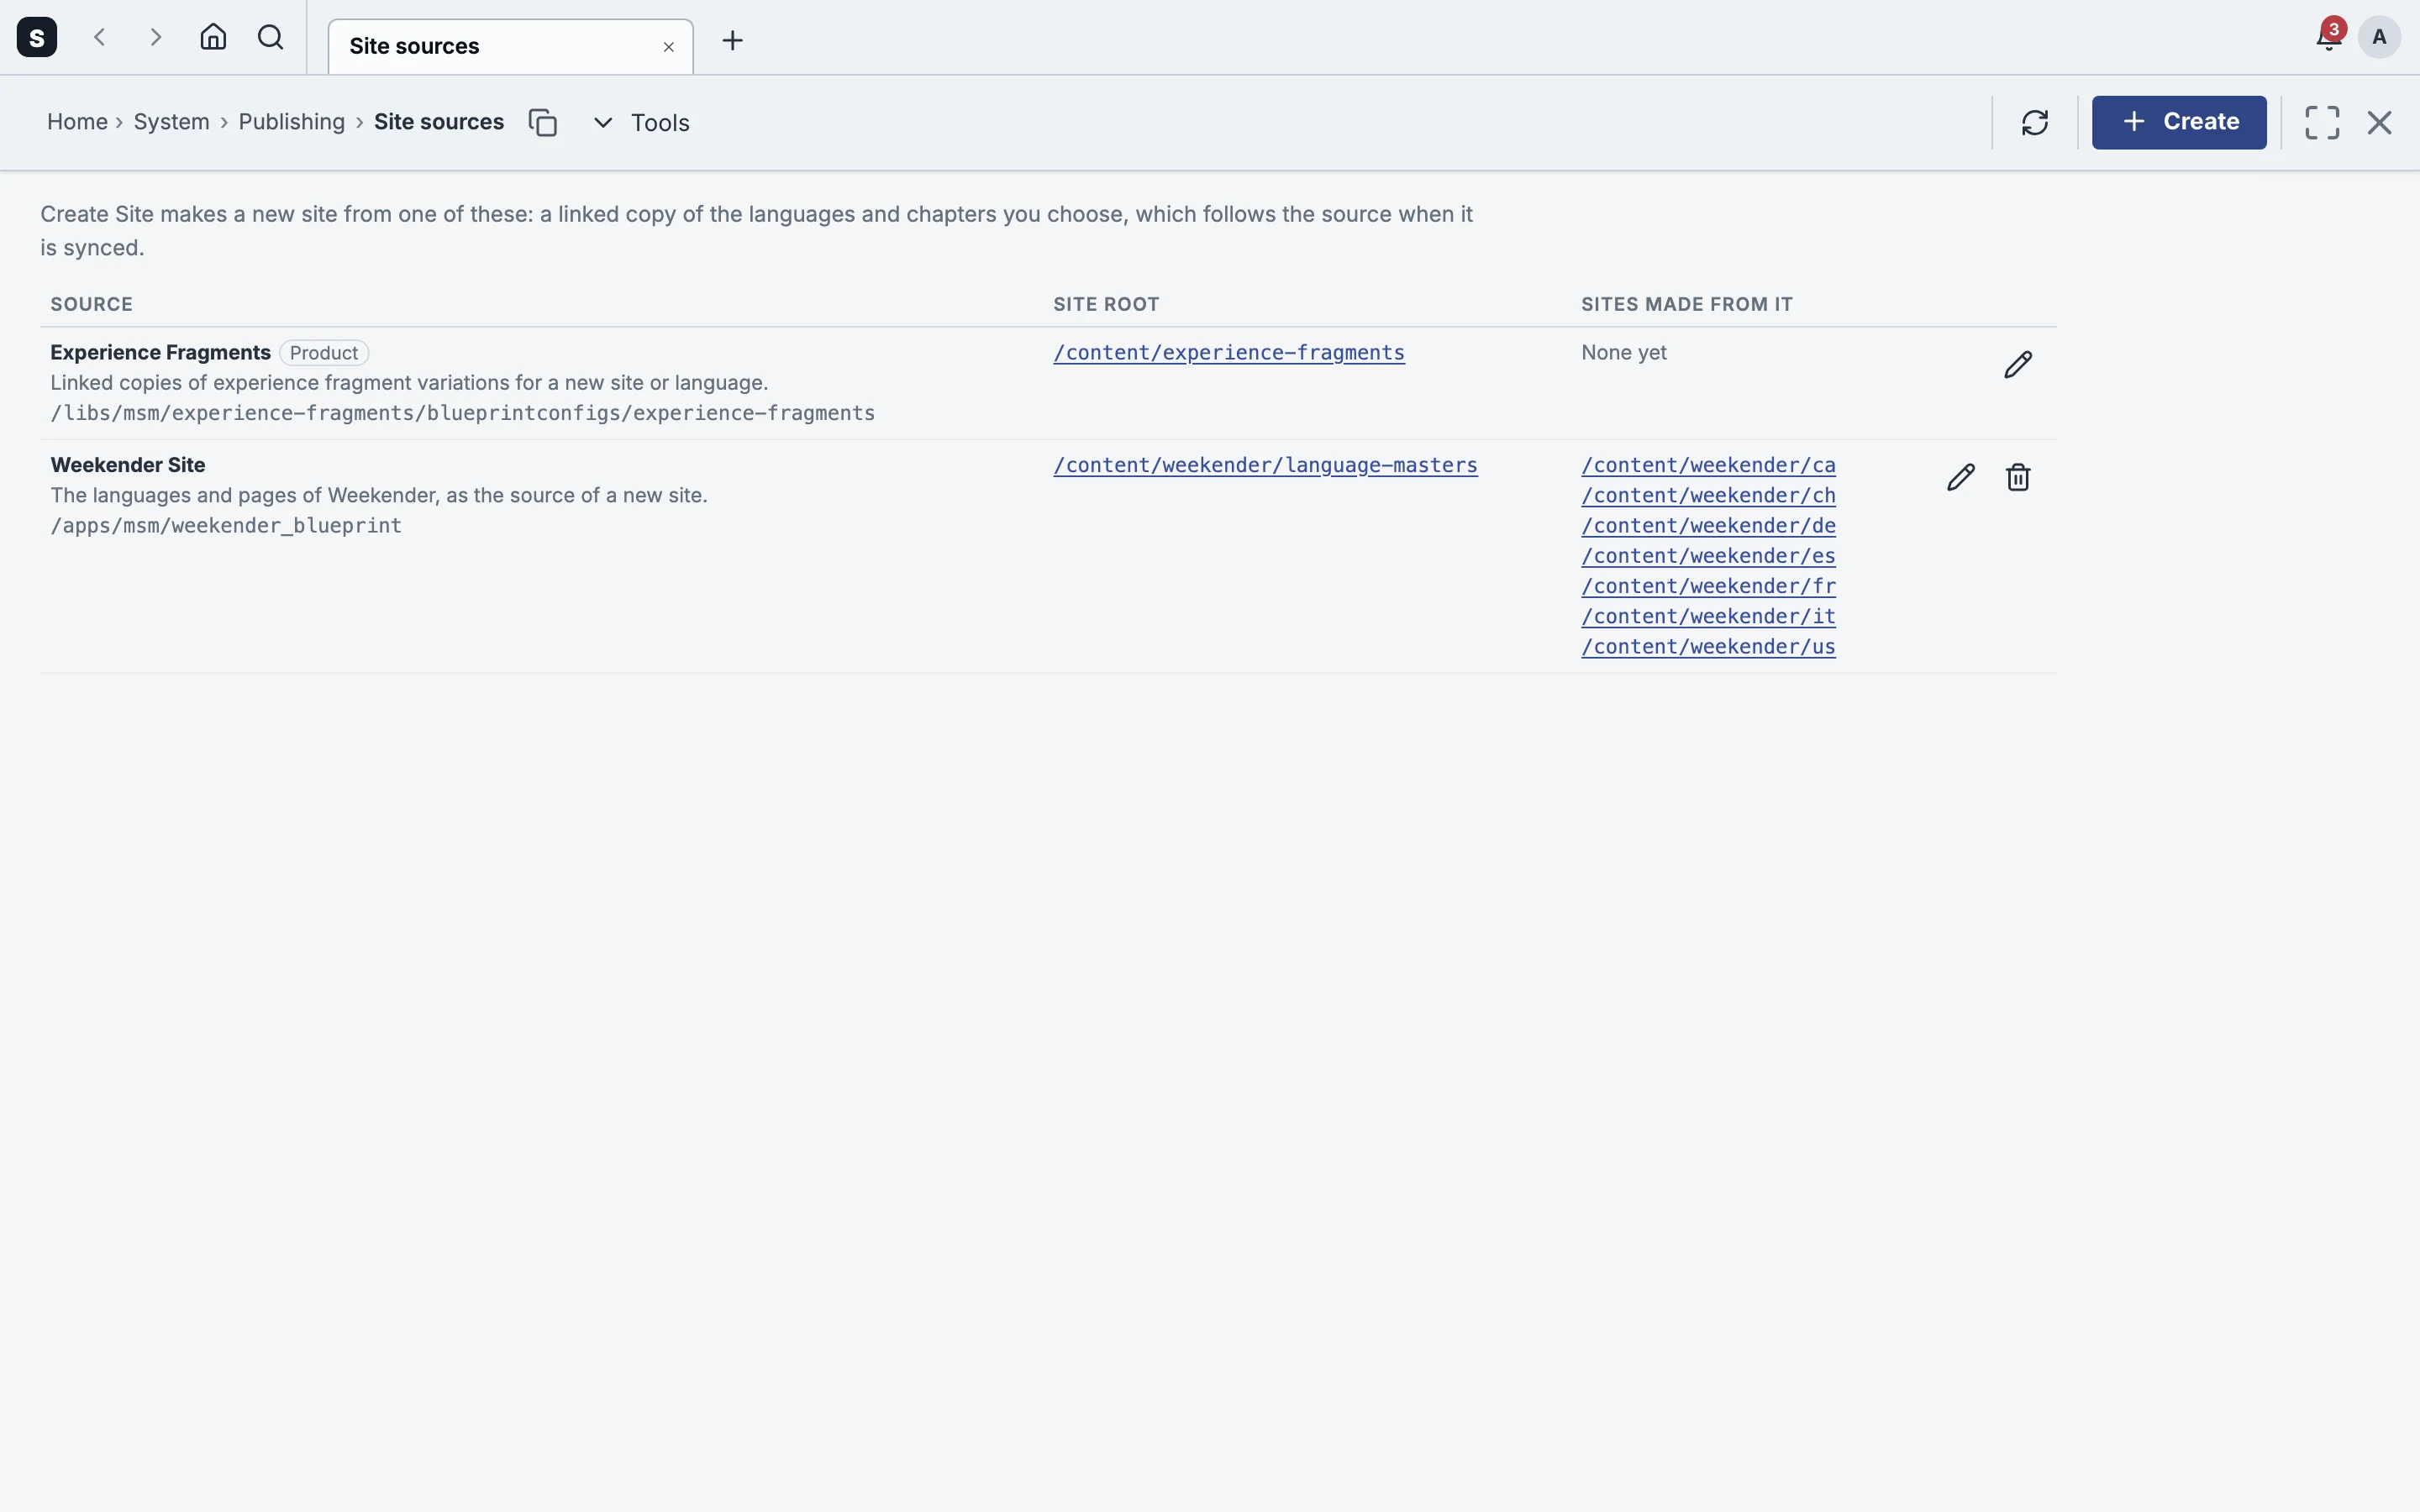 S
Site sources
3
A
Home › System › Publishing › Site sources
Tools
Create
Create Site makes a new site from one of these: a linked copy of the languages and chapters you choose, which follows the source when it
is synced.
SOURCE SITE ROOT SITES MADE FROM IT
Experience Fragments Product /content/experience-fragments None yet
Linked copies of experience fragment variations for a new site or language.
/libs/msm/experience-fragments/blueprintconfigs/experience-fragments
Weekender Site /content/weekender/language-masters /content/weekender/ca
The languages and pages of Weekender, as the source of a new site. /content/weekender/ch
/apps/msm/weekender_blueprint /content/weekender/de
/content/weekender/es
/content/weekender/fr
/content/weekender/it
/content/weekender/us